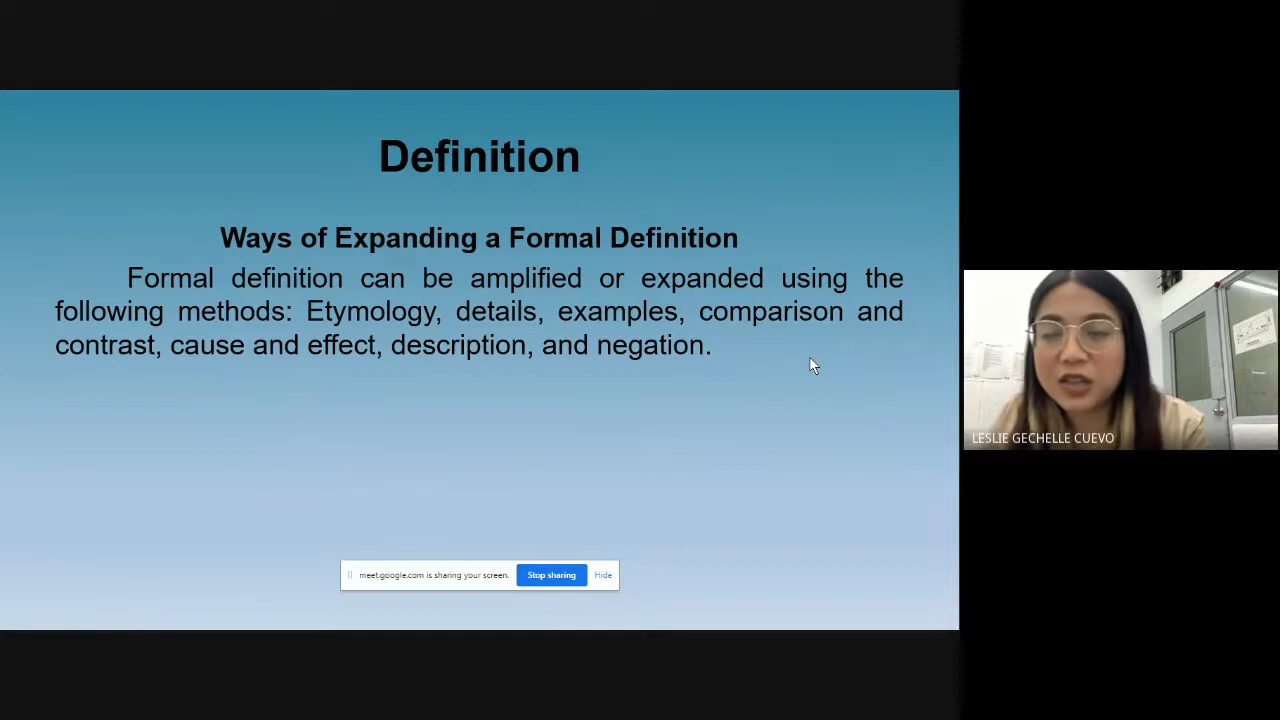 Definition
Ways of Expanding a Formal Definition
Formal definition can be amplified or expanded using the
following methods: Etymology, details, examples, comparison and
contrast, cause and effect, description, and negation.
LESLIE GECHELLE CUEVO
meet.google.com is sharing your screen. Stop sharing Hide